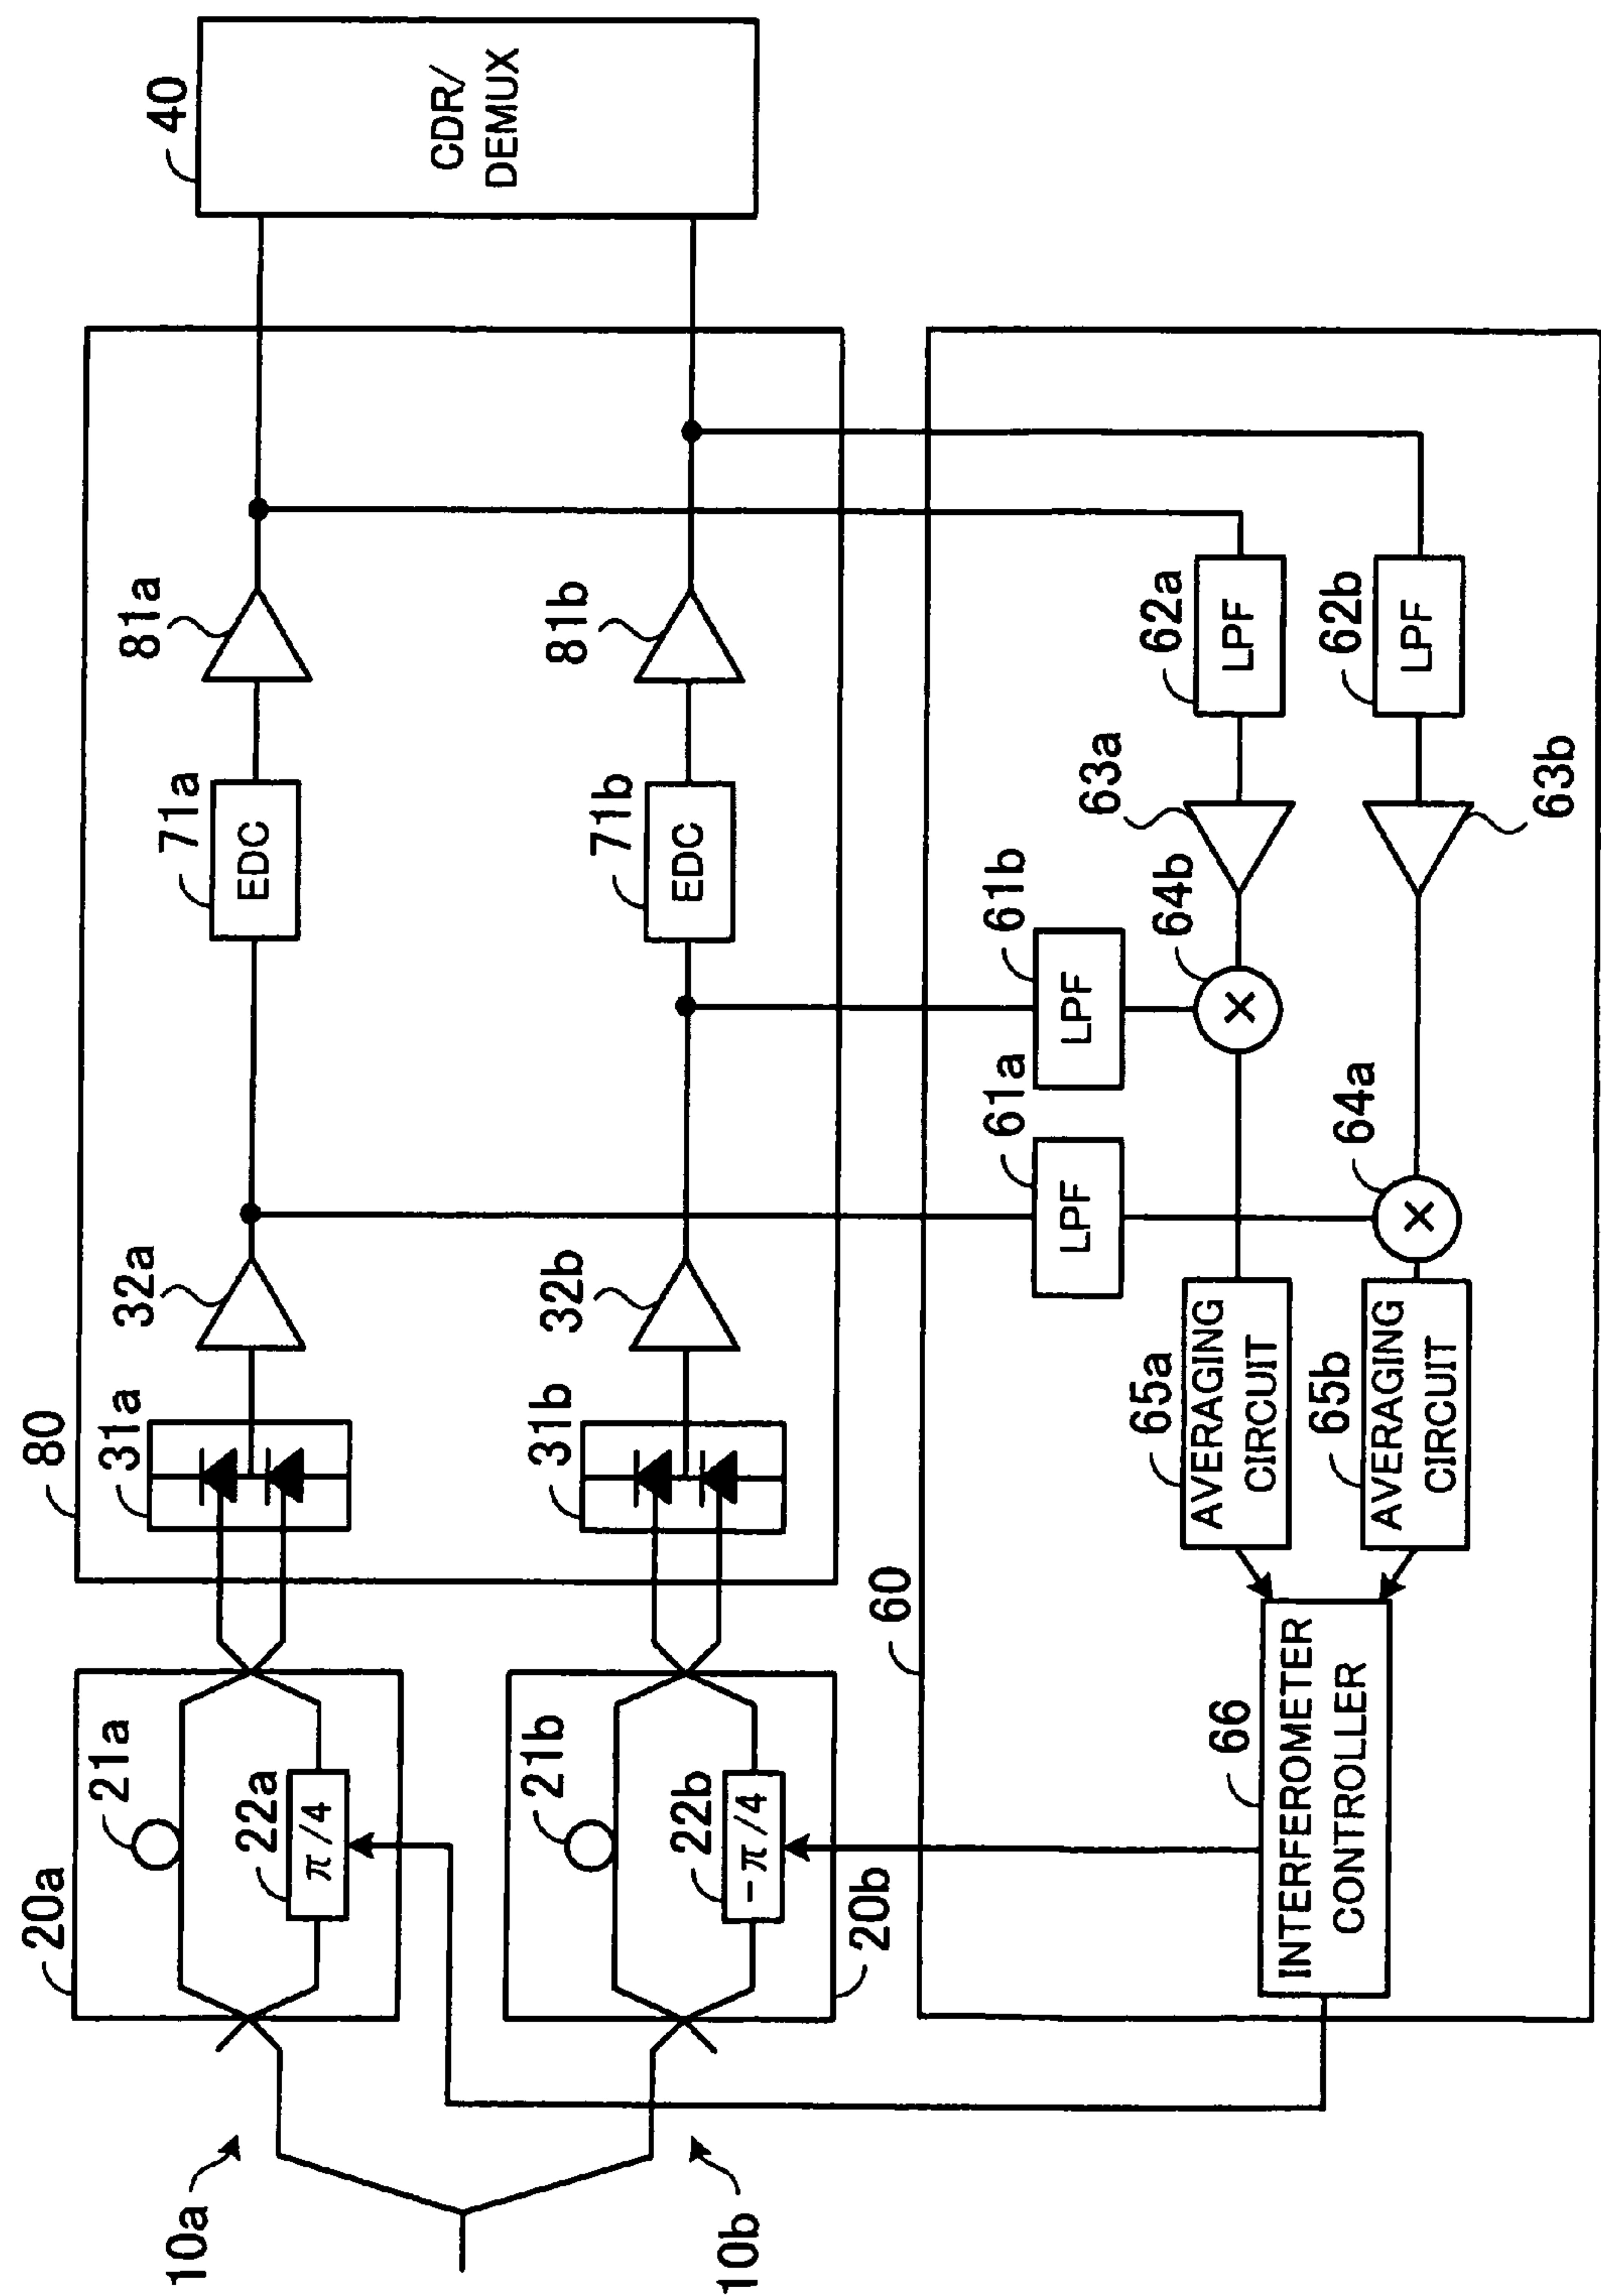 10a
10b
20a
21a
22a
π/4
20b
21b
22b
-π/4
80
31a
32a
71a
EDC
81a
31b
32b
71b
EDC
81b
40
CDR/
DEMUX
60
61a
LPF
61b
LPF
62a
LPF
62b
LPF
63a
63b
64b
×
64a
×
65a
AVERAGING
CIRCUIT
65b
AVERAGING
CIRCUIT
66
INTERFEROMETER
CONTROLLER